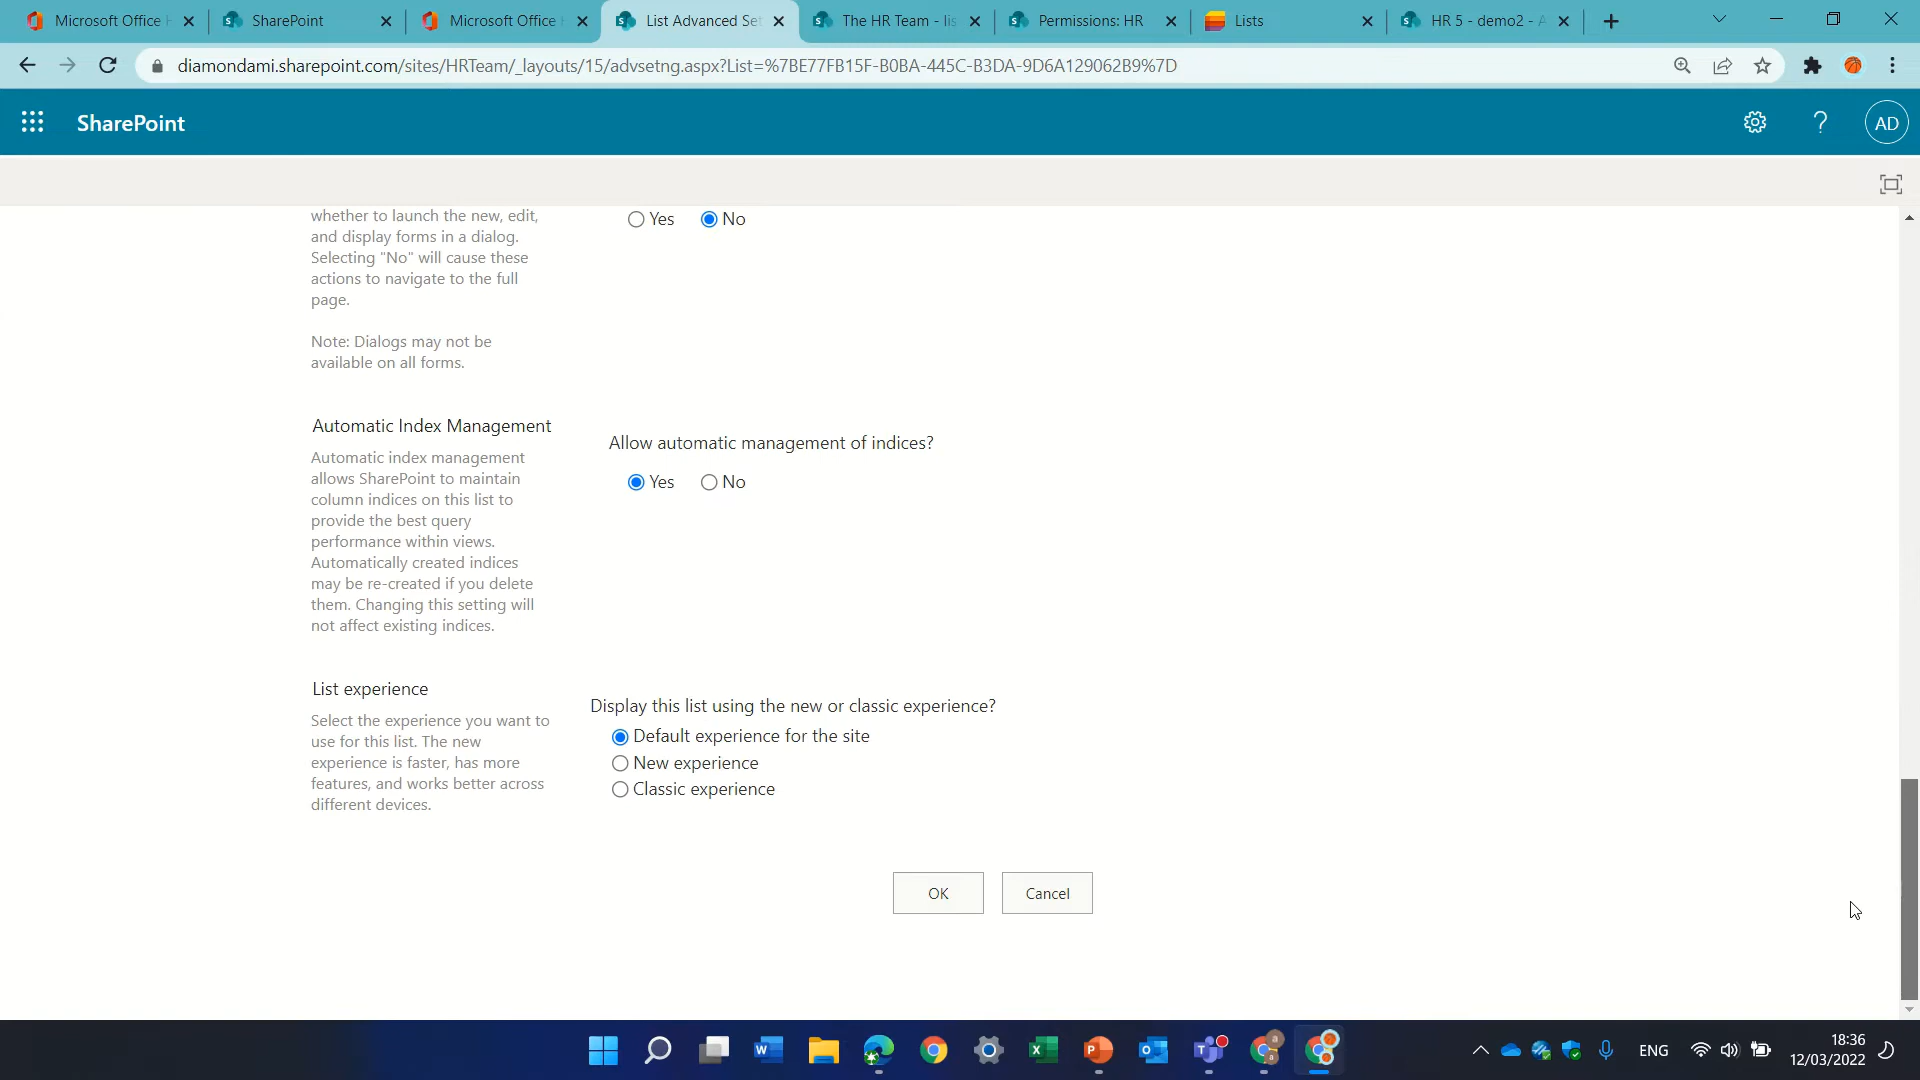 Microsoft Office
SharePoint
Microsoft Office
List Advanced Se
The HR Team - lis
Permissions: HR
Lists
HR 5 - demo2 - A
diamondami.sharepoint.com/sites/HRTeam/_layouts/15/advsetng.aspx?List=%7BE77FB15F-B0BA-445C-B3DA-9D6A129062B9%7D
SharePoint
AD
whether to launch the new, edit,
and display forms in a dialog.
Selecting "No" will cause these
actions to navigate to the full
page.
Note: Dialogs may not be
available on all forms.
Yes No
Automatic Index Management
Automatic index management
allows SharePoint to maintain
column indices on this list to
provide the best query
performance within views.
Automatically created indices
may be re-created if you delete
them. Changing this setting will
not affect existing indices.
Allow automatic management of indices?
Yes No
List experience
Select the experience you want to
use for this list. The new
experience is faster, has more
features, and works better across
different devices.
Display this list using the new or classic experience?
Default experience for the site
New experience
Classic experience
OK
Cancel
ENG
18:36
12/03/2022